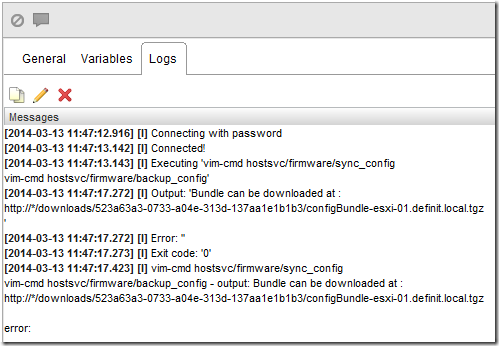 General Variables Logs
Messages
[2014-03-13 11:47:12.916] [I] Connecting with password
[2014-03-13 11:47:13.142] [I] Connected!
[2014-03-13 11:47:13.143] [I] Executing 'vim-cmd hostsvc/firmware/sync_config
vim-cmd hostsvc/firmware/backup_config'
[2014-03-13 11:47:17.272] [I] Output: 'Bundle can be downloaded at :
http://*/downloads/523a63a3-0733-a04e-313d-137aa1e1b1b3/configBundle-esxi-01.definit.local.tgz
'
[2014-03-13 11:47:17.272] [I] Error: ''
[2014-03-13 11:47:17.273] [I] Exit code: '0'
[2014-03-13 11:47:17.423] [I] vim-cmd hostsvc/firmware/sync_config
vim-cmd hostsvc/firmware/backup_config - output: Bundle can be downloaded at :
http://*/downloads/523a63a3-0733-a04e-313d-137aa1e1b1b3/configBundle-esxi-01.definit.local.tgz
error: